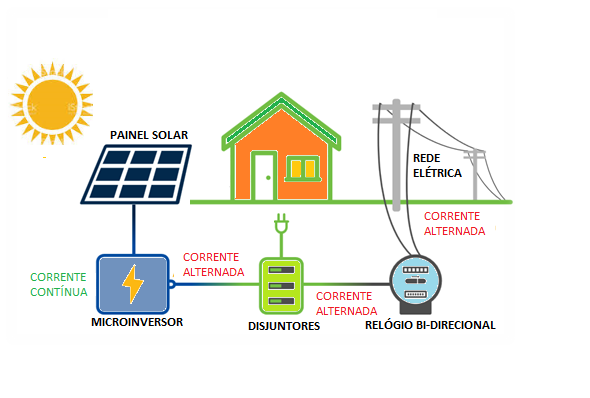 PAINEL SOLAR
REDE
ELÉTRICA
CORRENTE
ALTERNADA
CORRENTE
ALTERNADA
CORRENTE
CONTÍNUA
CORRENTE
ALTERNADA
MICROINVERSOR
DISJUNTORES
RELÓGIO BI-DIRECIONAL